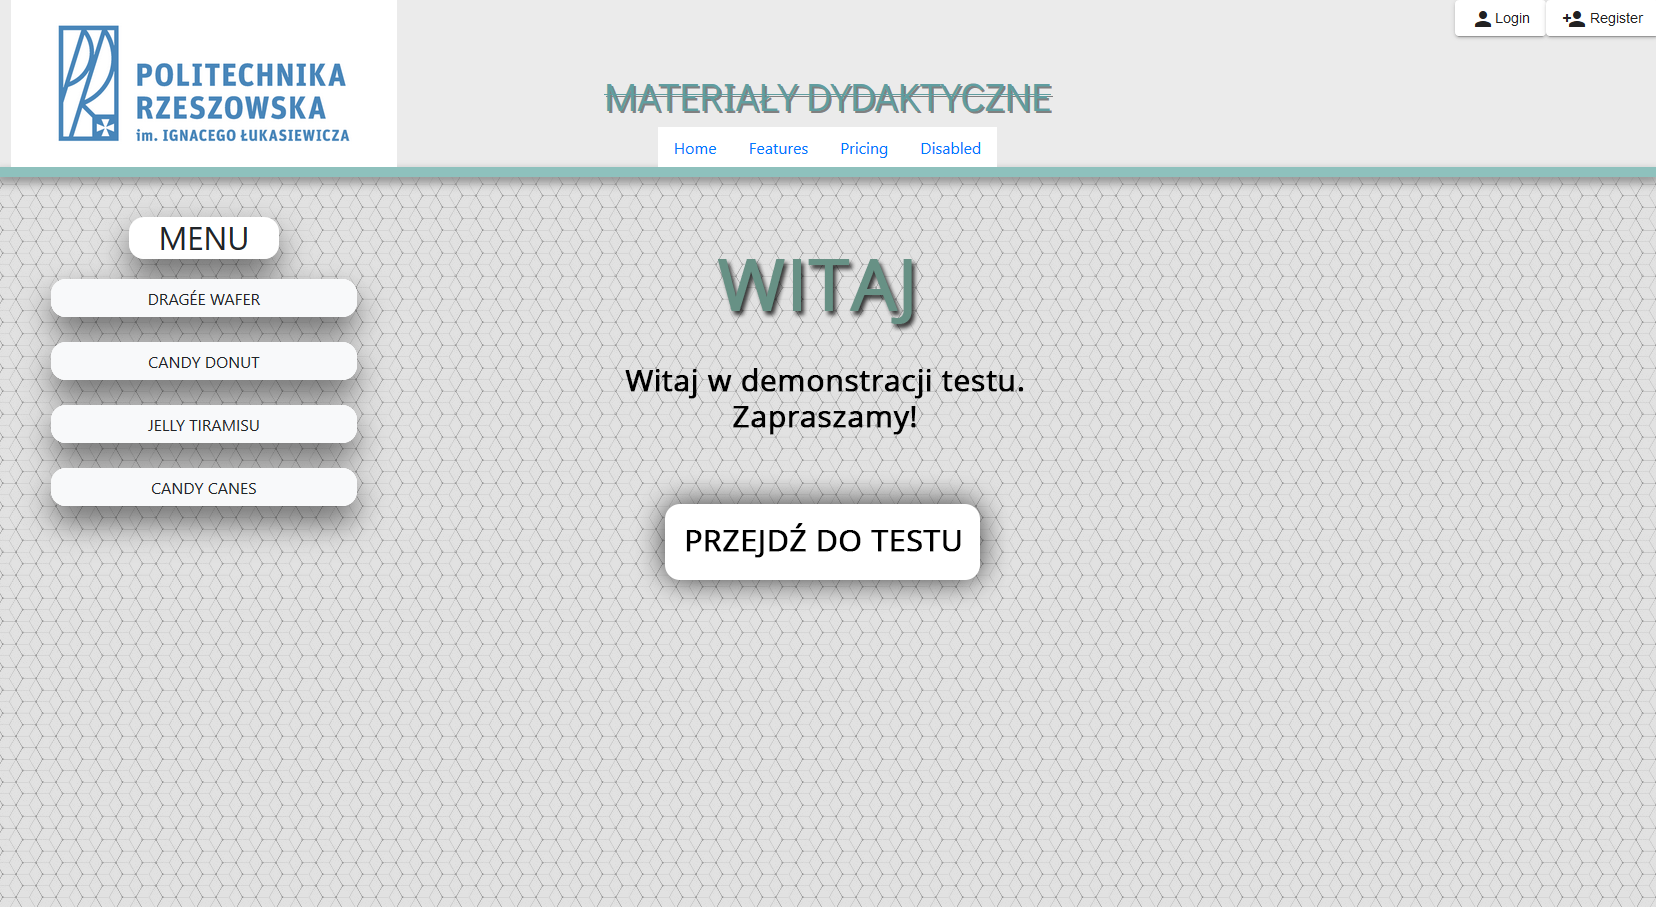 POLITECHNIKA
RZESZOWSKA
im. IGNACEGO ŁUKASIEWICZA
Login
Register
MATERIAŁY DYDAKTYCZNE
Home
Features
Pricing
Disabled
MENU
DRAGÉE WAFER
CANDY DONUT
JELLY TIRAMISU
CANDY CANES
WITAJ
Witaj w demonstracji testu.
Zapraszamy!
PRZEJDŹ DO TESTU